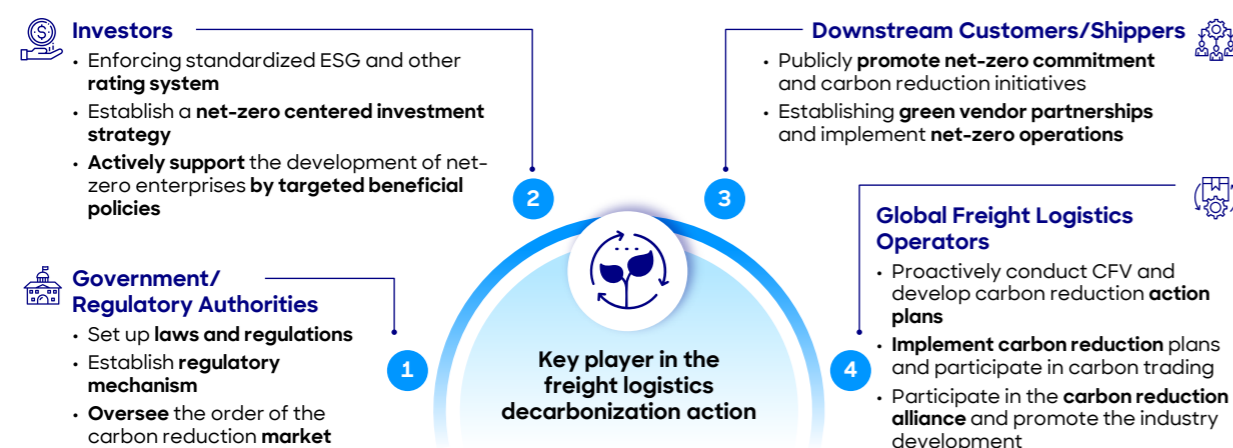 Investors
• Enforcing standardized ESG and other
rating system
• Establish a net-zero centered investment
strategy
• Actively support the development of net-
zero enterprises by targeted beneficial
policies
Downstream Customers/Shippers
• Publicly promote net-zero commitment
and carbon reduction initiatives
• Establishing green vendor partnerships
and implement net-zero operations
2
3
Government/
Regulatory Authorities
• Set up laws and regulations
• Establish regulatory
mechanism
• Oversee the order of the
carbon reduction market
1
Key player in the
freight logistics
decarbonization action
4
Global Freight Logistics
Operators
• Proactively conduct CFV and
develop carbon reduction action
plans
• Implement carbon reduction plans
and participate in carbon trading
• Participate in the carbon reduction
alliance and promote the industry
development